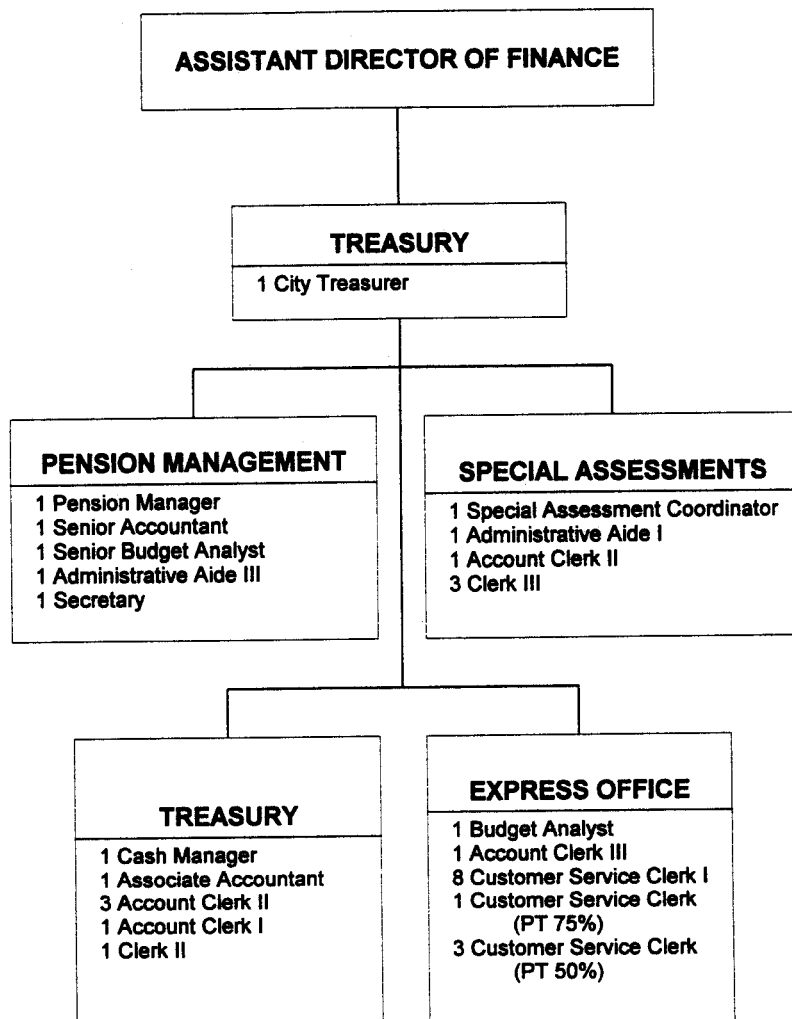 ASSISTANT DIRECTOR OF FINANCE
TREASURY
1 City Treasurer
PENSION MANAGEMENT
1 Pension Manager
1 Senior Accountant
1 Senior Budget Analyst
1 Administrative Aide III
1 Secretary
SPECIAL ASSESSMENTS
1 Special Assessment Coordinator
1 Administrative Aide I
1 Account Clerk II
3 Clerk III
TREASURY
1 Cash Manager
1 Associate Accountant
3 Account Clerk II
1 Account Clerk I
1 Clerk II
EXPRESS OFFICE
1 Budget Analyst
1 Account Clerk III
8 Customer Service Clerk I
1 Customer Service Clerk
(PT 75%)
3 Customer Service Clerk
(PT 50%)